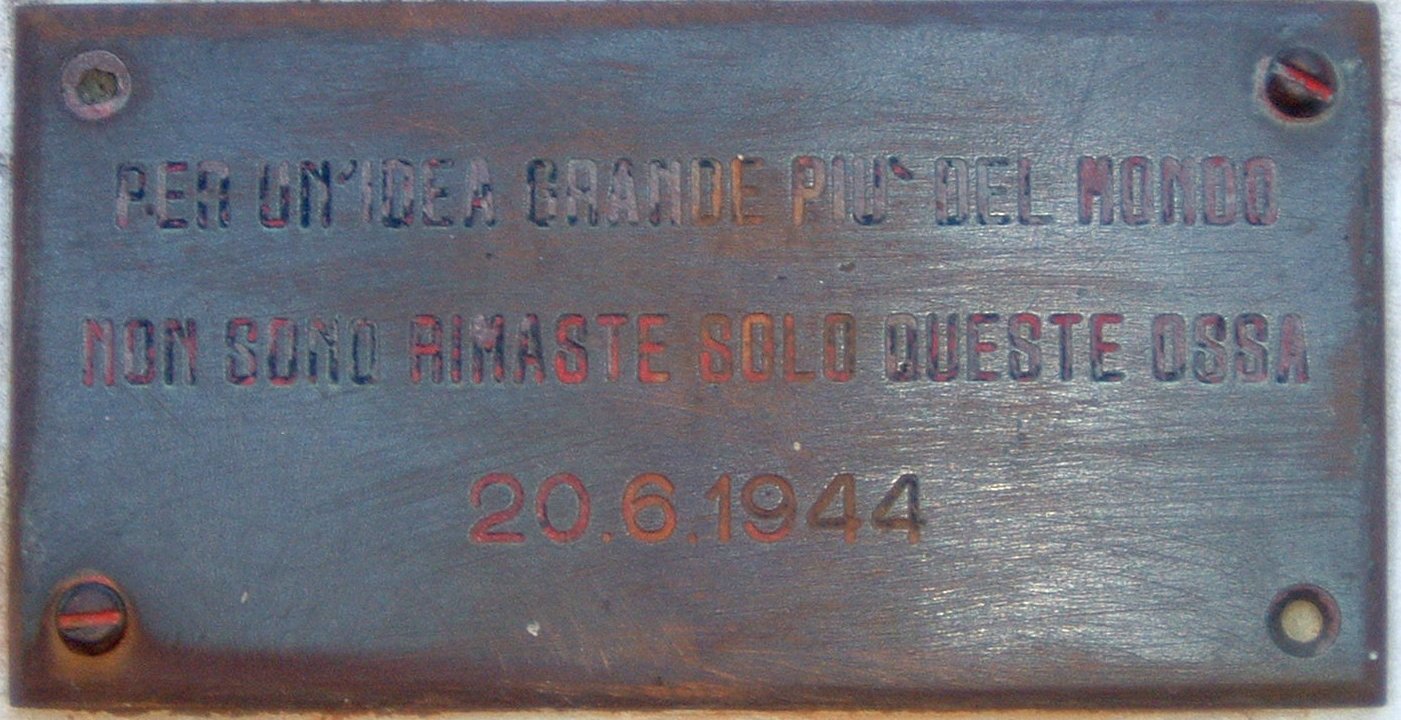 PER UN'IDEA GRANDE PIU' DEL MONDO
NON SONO RIMASTE SOLO QUESTE OSSA
20.6.1944